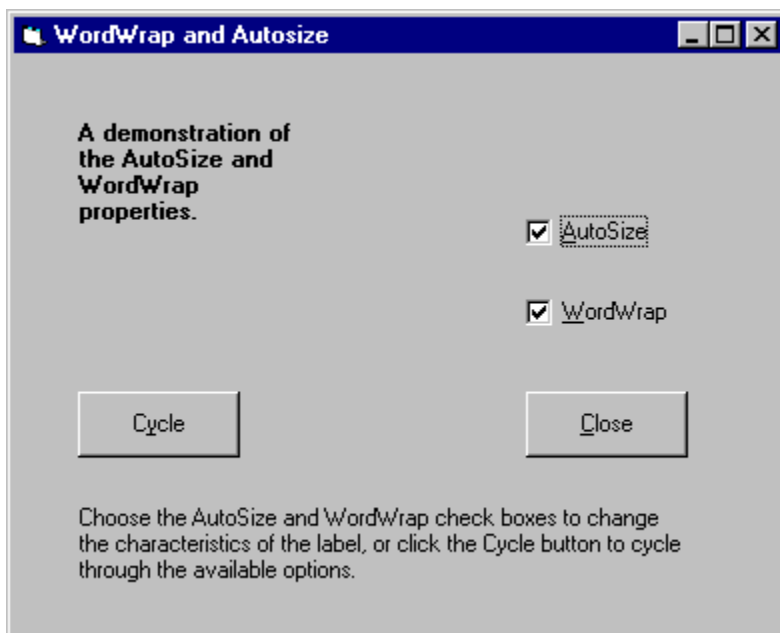 WordWrap and Autosize
A demonstration of
the AutoSize and
WordWrap
properties.
AutoSize
WordWrap
Cycle
Close
Choose the AutoSize and WordWrap check boxes to change
the characteristics of the label, or click the Cycle button to cycle
through the available options.